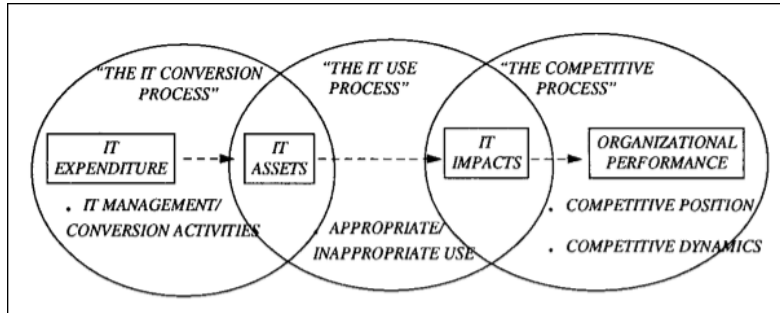 “THE IT CONVERSION
PROCESS”
“THE IT USE
PROCESS”
“THE COMPETITIVE
PROCESS”
IT
EXPENDITURE
IT
ASSETS
IT
IMPACTS
ORGANIZATIONAL
PERFORMANCE
. IT MANAGEMENT/
CONVERSION ACTIVITIES
. APPROPRIATE/
INAPPROPRIATE USE
. COMPETITIVE POSITION
. COMPETITIVE DYNAMICS